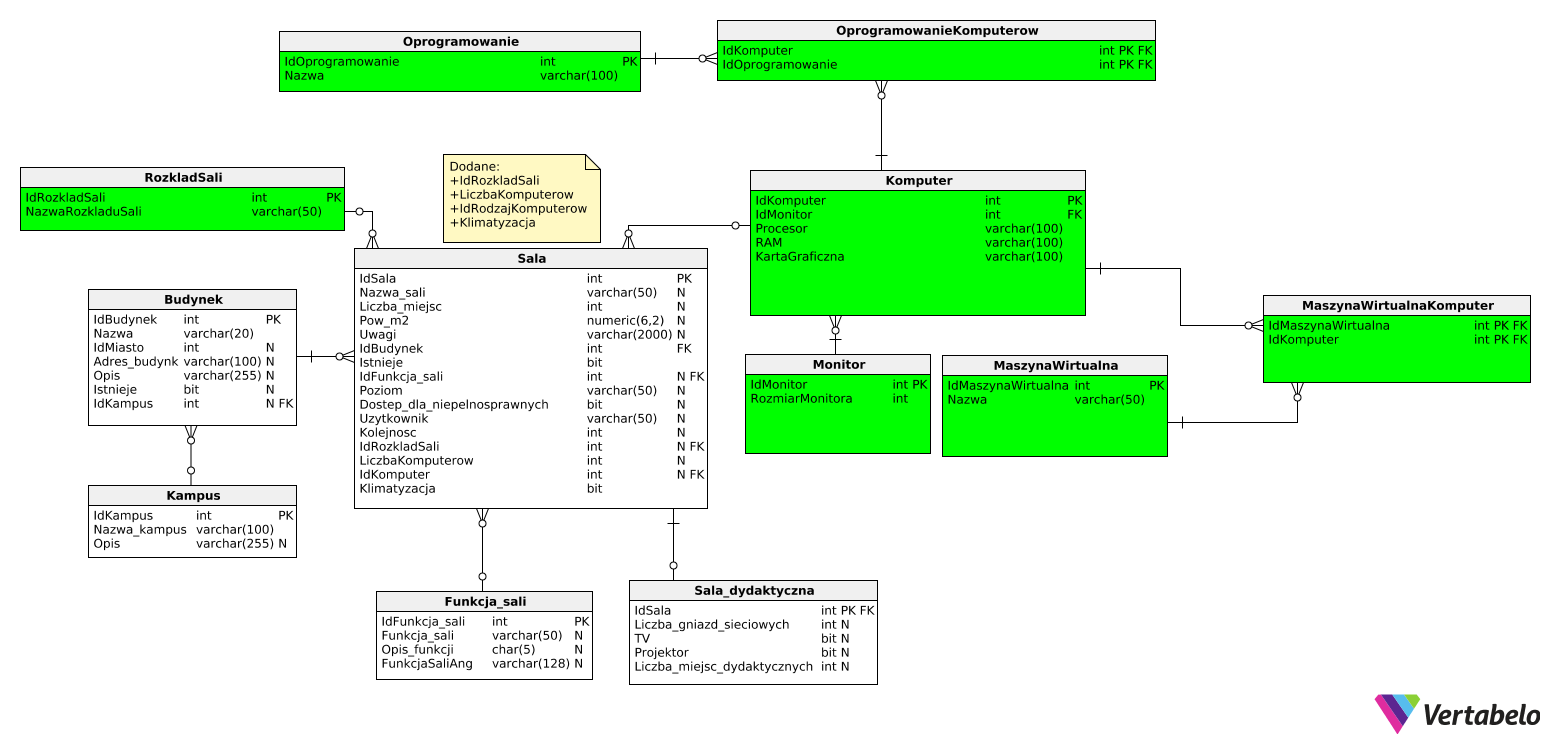 Oprogramowanie
IdOprogramowanie int PK
Nazwa varchar(100)
OprogramowanieKomputerow
IdKomputer int PK FK
IdOprogramowanie int PK FK
RozkladSali
IdRozkladSali int PK
NazwaRozkladuSali varchar(50)
Dodane:
+IdRozkladSali
+LiczbaKomputerow
+IdRodzajKomputerow
+Klimatyzacja
Komputer
IdKomputer int PK
IdMonitor int FK
Procesor varchar(100)
RAM varchar(100)
KartaGraficzna varchar(100)
Sala
IdSala int PK
Nazwa_sali varchar(50) N
Liczba_miejsc int N
Pow_m2 numeric(6,2) N
Uwagi varchar(2000) N
IdBudynek int FK
Istnieje bit
IdFunkcja_sali int N FK
Poziom varchar(50) N
Dostep_dla_niepelnosprawnych bit N
Uzytkownik varchar(50) N
Kolejnosc int N
IdRozkladSali int N FK
LiczbaKomputerow int N
IdKomputer int N FK
Klimatyzacja bit
Budynek
IdBudynek int PK
Nazwa varchar(20)
IdMiasto int N
Adres_budynk varchar(100) N
Opis varchar(255) N
Istnieje bit N
IdKampus int N FK
MaszynaWirtualnaKomputer
IdMaszynaWirtualna int PK FK
IdKomputer int PK FK
Monitor
IdMonitor int PK
RozmiarMonitora int
MaszynaWirtualna
IdMaszynaWirtualna int PK
Nazwa varchar(50)
Kampus
IdKampus int PK
Nazwa_kampus varchar(100)
Opis varchar(255) N
Funkcja_sali
IdFunkcja_sali int PK
Funkcja_sali varchar(50) N
Opis_funkcji char(5) N
FunkcjaSaliAng varchar(128) N
Sala_dydaktyczna
IdSala int PK FK
Liczba_gniazd_sieciowych int N
TV bit N
Projektor bit N
Liczba_miejsc_dydaktycznych int N
Vertabelo